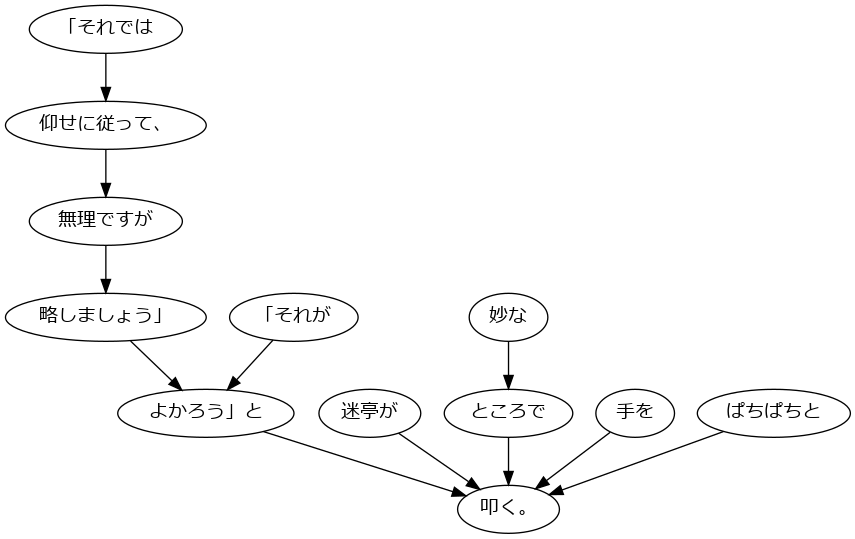 「それでは
仰せに従って、
無理ですが
略しましょう」
「それが
妙な
よかろう」と
迷亭が
ところで
手を
ぱちぱちと
叩く。